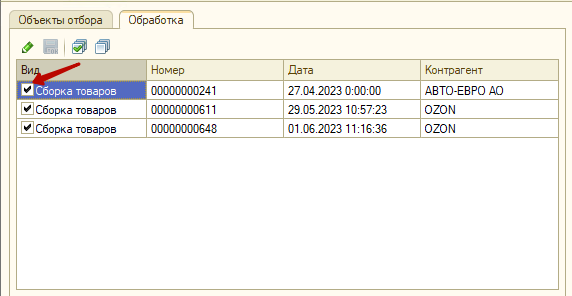 Объекты отбора Обработка
Вид Номер Дата Контрагент
Сборка товаров 00000000241 27.04.2023 0:00:00 АВТО-ЕВРО АО
Сборка товаров 00000000611 29.05.2023 10:57:23 OZON
Сборка товаров 00000000648 01.06.2023 11:16:36 OZON